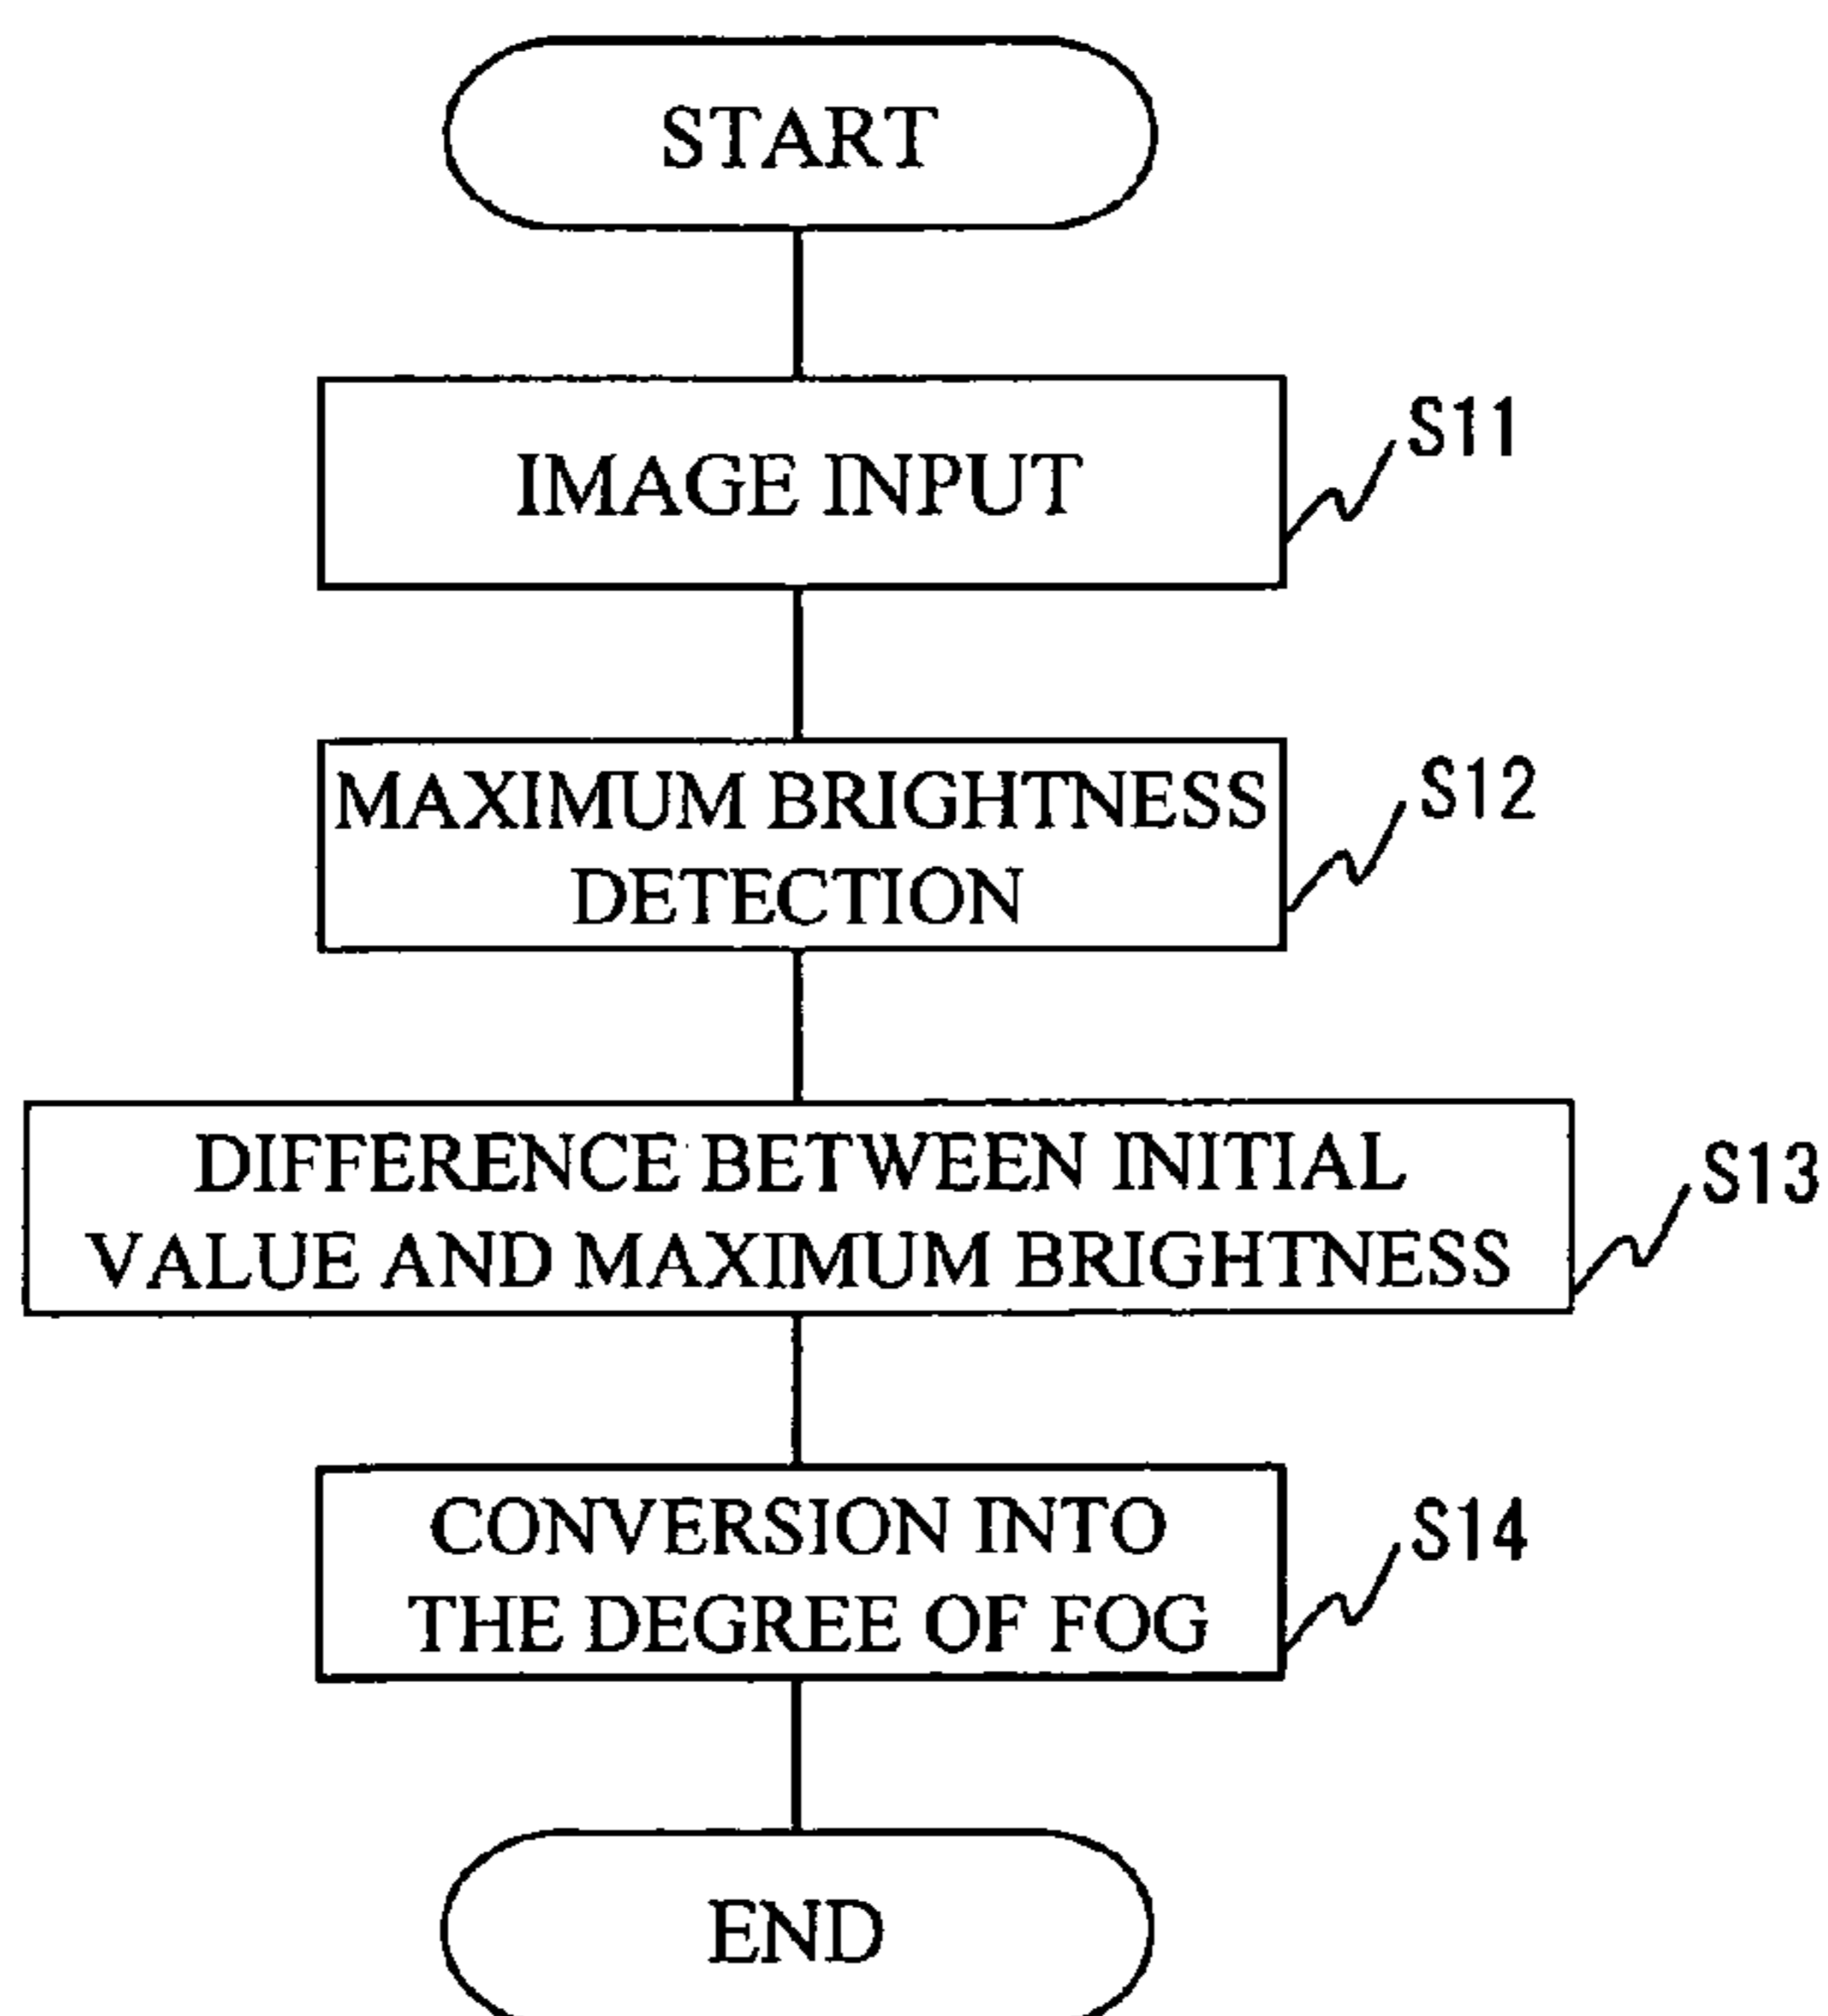 START
IMAGE INPUT
S11
MAXIMUM BRIGHTNESS
DETECTION
S12
DIFFERENCE BETWEEN INITIAL
VALUE AND MAXIMUM BRIGHTNESS
S13
CONVERSION INTO
THE DEGREE OF FOG
S14
END